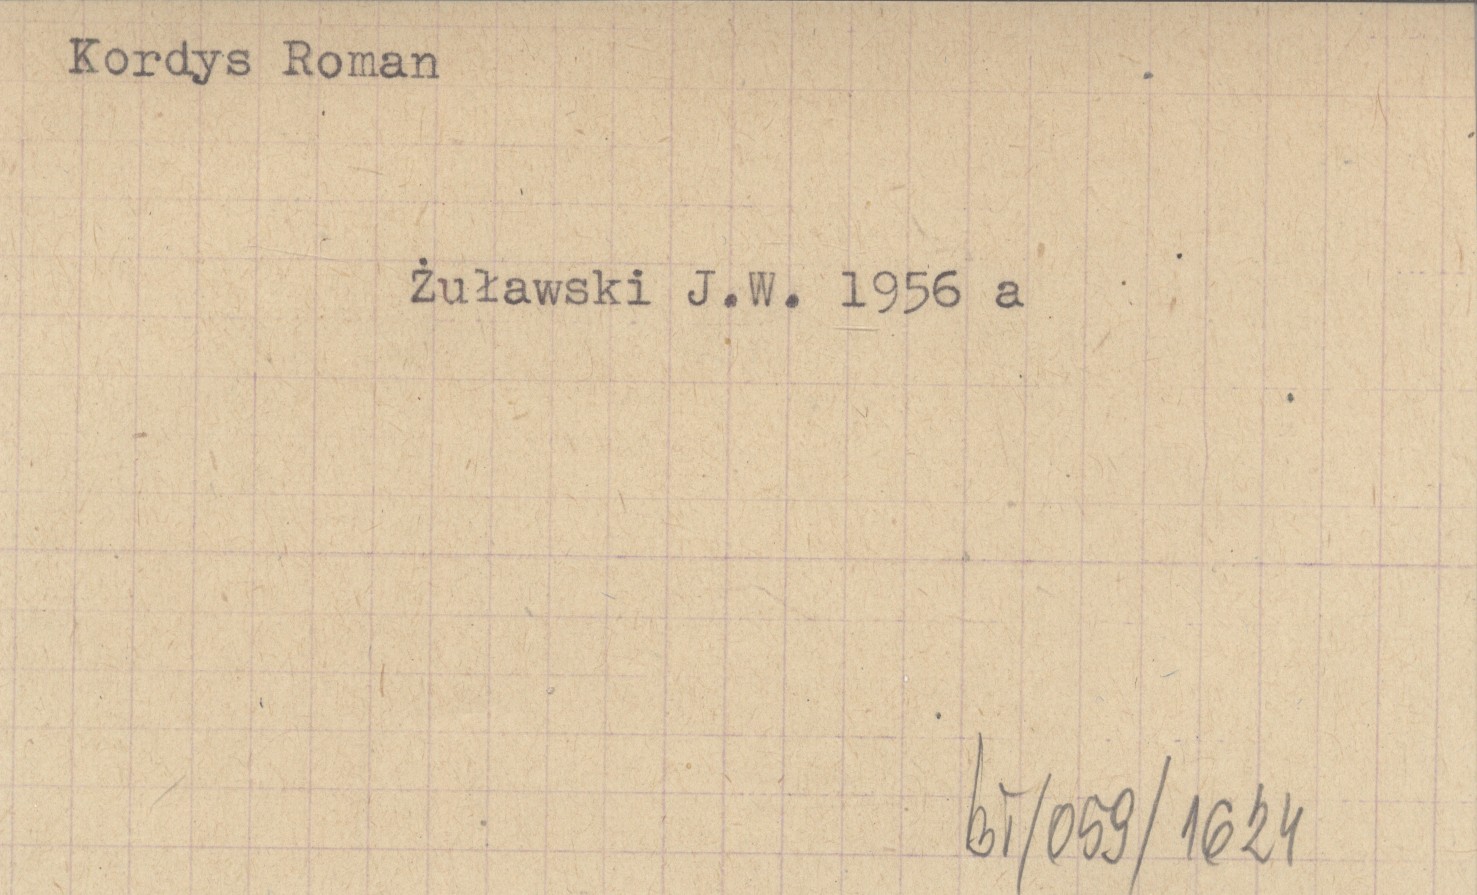 Kordys Roman
Żuławski J.W. 1956 a
bT/059/1624